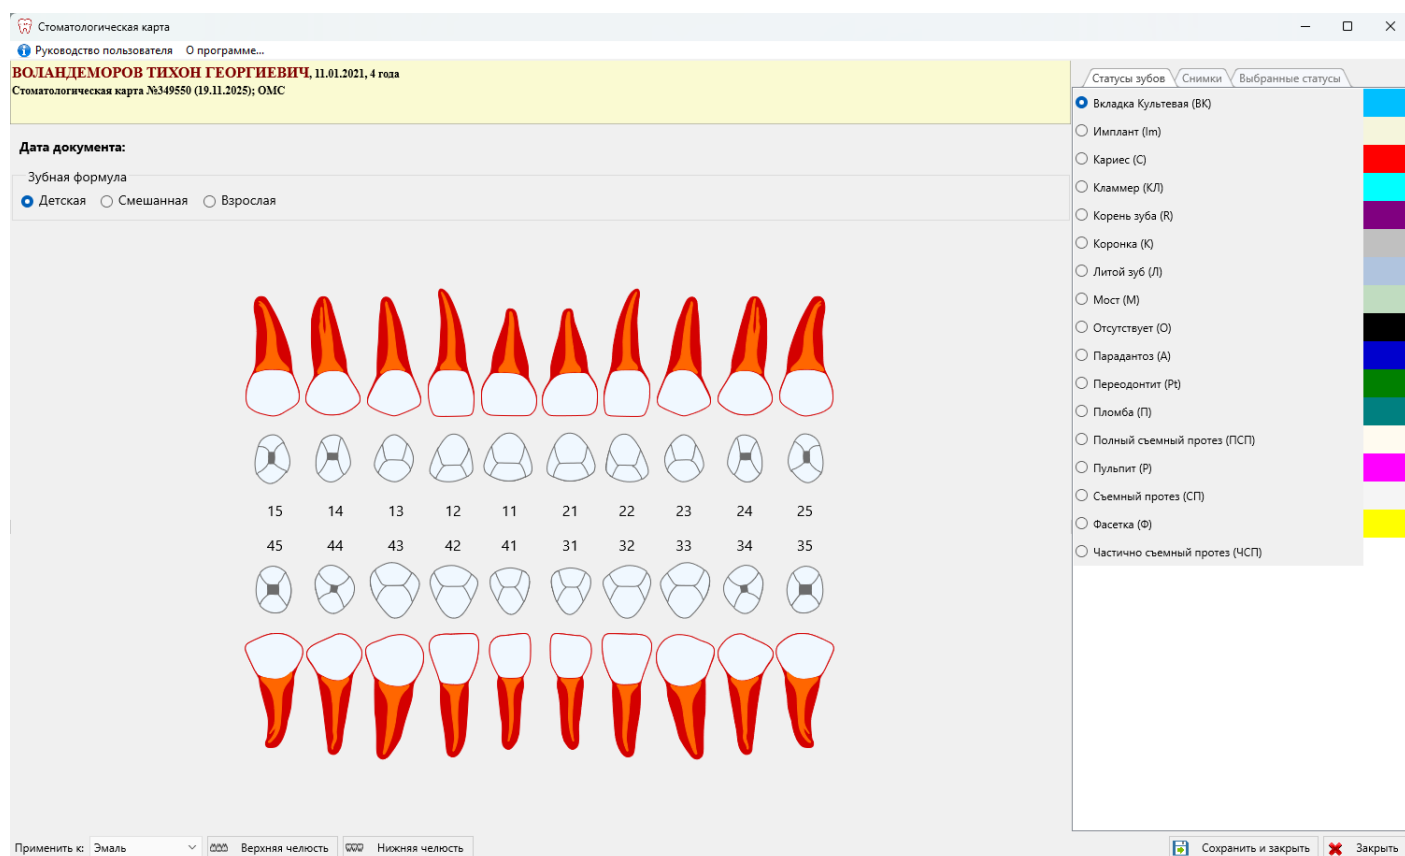 Стоматологическая карта
Руководство пользователя О программе...
ВОЛАНДЕМОРОВ ТИХОН ГЕОРГИЕВИЧ, 11.01.2021, 4 года
Стоматологическая карта №349550 (19.11.2025); ОМС
Дата документа:
Зубная формула
Детская Смешанная Взрослая
15 14 13 12 11 21 22 23 24 25
45 44 43 42 41 31 32 33 34 35
Применить к: Эмаль Верхняя челюсть Нижняя челюсть
Статусы зубов Снимки Выбранные статусы
Вкладка Культевая (ВК)
Имплант (Im)
Кариес (С)
Кламмер (КЛ)
Корень зуба (R)
Коронка (К)
Литой зуб (Л)
Мост (М)
Отсутствует (О)
Парадантоз (А)
Переодонтит (Pt)
Пломба (П)
Полный съемный протез (ПСП)
Пульпит (Р)
Съемный протез (СП)
Фасетка (Ф)
Частично съемный протез (ЧСП)
Сохранить и закрыть Закрыть